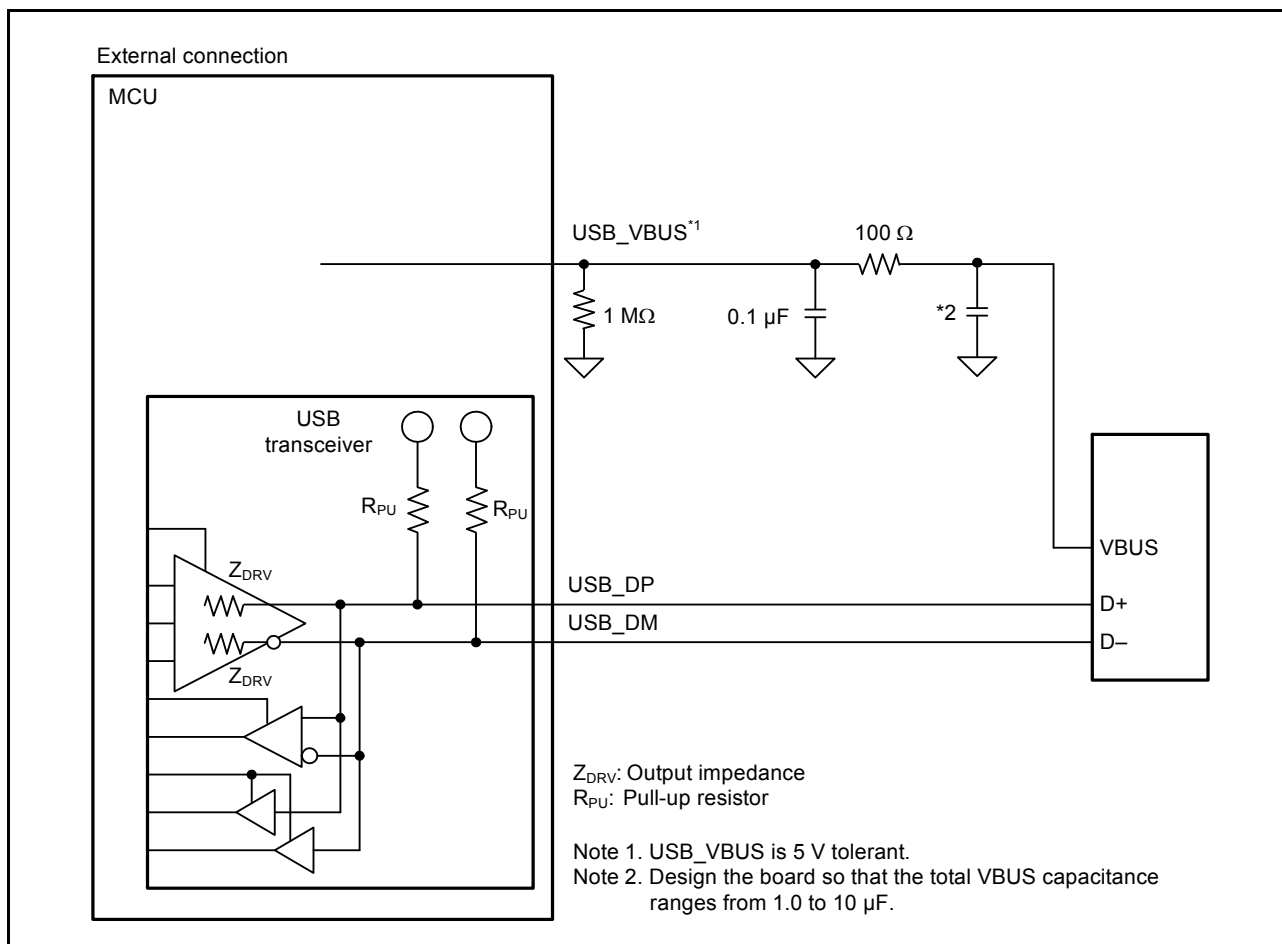 External connection
MCU
USB_VBUS*1
100 Ω
1 MΩ
0.1 µF
*2
USB
transceiver
RPU
RPU
VBUS
ZDRV
USB_DP
D+
USB_DM
D–
ZDRV
ZDRV: Output impedance
RPU: Pull-up resistor
Note 1. USB_VBUS is 5 V tolerant.
Note 2. Design the board so that the total VBUS capacitance
ranges from 1.0 to 10 µF.